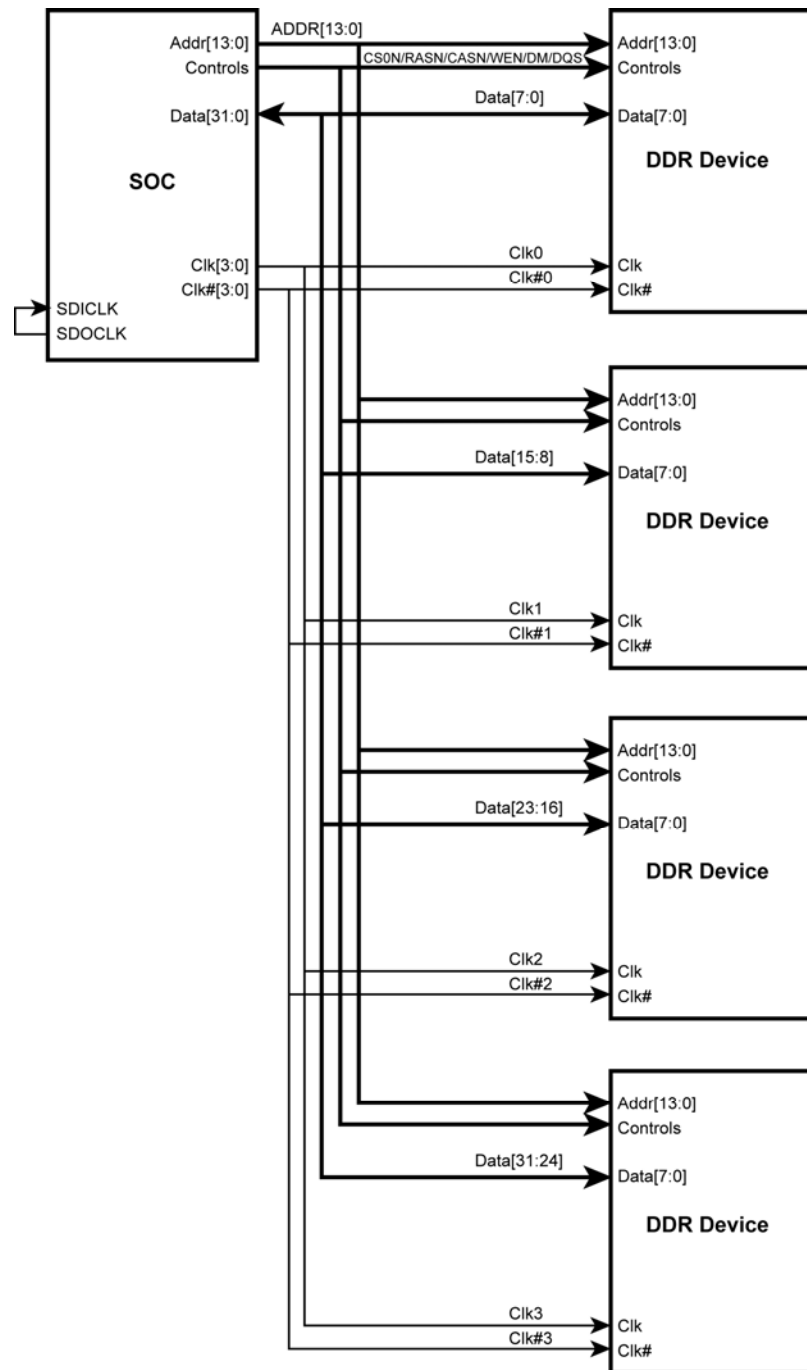 ADDR[13:0]
Addr[13:0]
Addr[13:0]
CS0N/RASN/CASN/WEN/DM/DQS
Controls
Controls
Data[7:0]
Data[31:0]
Data[7:0]
SOC
DDR Device
Clk0
Clk[3:0]
Clk
Clk#0
Clk#[3:0]
Clk#
SDICLK
SDOCLK
Addr[13:0]
Controls
Data[15:8]
Data[7:0]
DDR Device
Clk1
Clk
Clk#1
Clk#
Addr[13:0]
Controls
Data[23:16]
Data[7:0]
DDR Device
Clk2
Clk
Clk#2
Clk#
Addr[13:0]
Controls
Data[31:24]
Data[7:0]
DDR Device
Clk3
Clk
Clk#3
Clk#